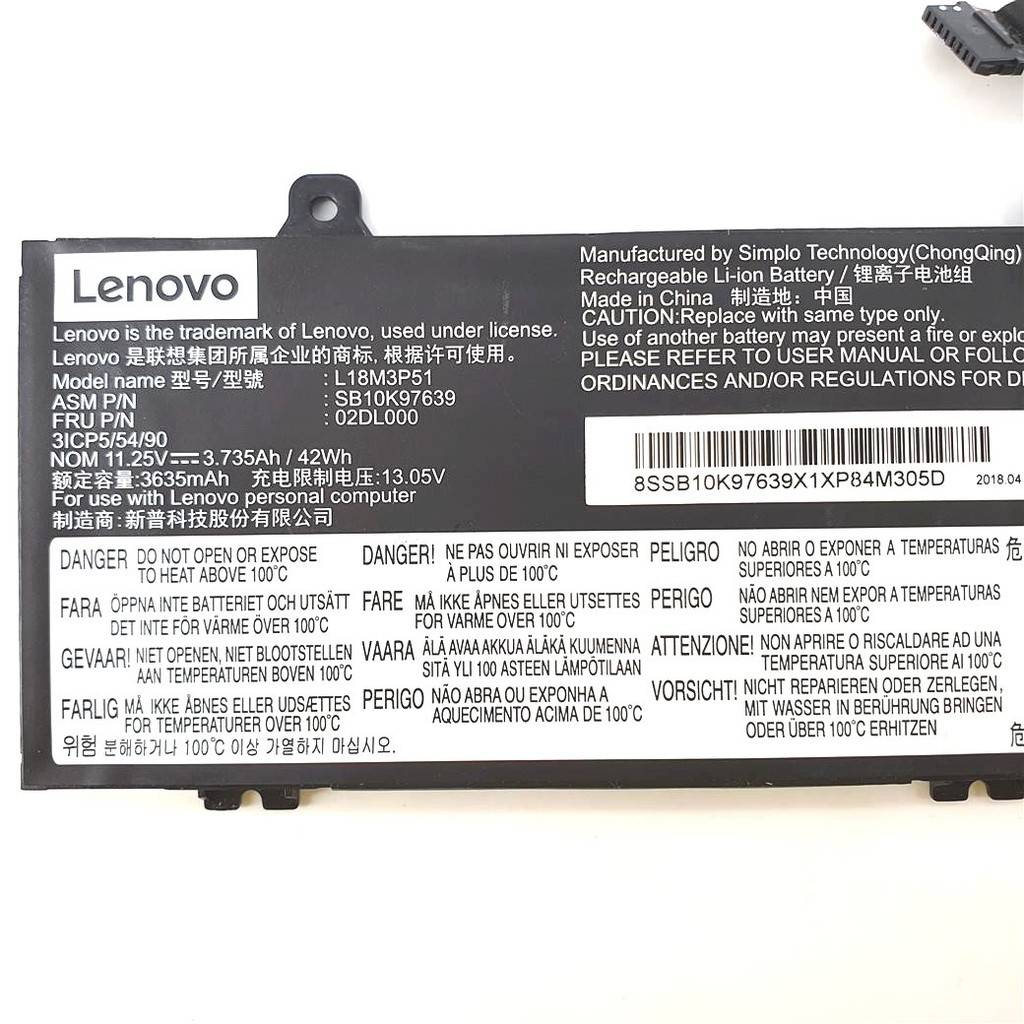 Lenovo
Lenovo is the trademark of Lenovo, used under license.
Lenovo 是联想集团所属企业的商标, 根据许可使用。
Model name 型号/型號 : L18M3P51
ASM P/N : SB10K97639
FRU P/N : 02DL000
3ICP5/54/90
NOM 11.25V⎓3.735Ah / 42Wh
额定容量:3635mAh 充电限制电压:13.05V
For use with Lenovo personal computer
制造商:新普科技股份有限公司
Manufactured by Simplo Technology(ChongQing)
Rechargeable Li-ion Battery / 锂离子电池组
Made in China 制造地: 中国
CAUTION:Replace with same type only.
Use of another battery may present a fire or explo
PLEASE REFER TO USER MANUAL OR FOLLO
ORDINANCES AND/OR REGULATIONS FOR DI
8SSB10K97639X1XP84M305D 2018.04
DANGER DO NOT OPEN OR EXPOSE
TO HEAT ABOVE 100°C
FARA ÖPPNA INTE BATTERIET OCH UTSÄTT
DET INTE FÖR VÄRME ÖVER 100°C
GEVAAR! NIET OPENEN, NIET BLOOTSTELLEN
AAN TEMPERATUREN BOVEN 100°C
FARLIG MÅ IKKE ÅBNES ELLER UDSÆTTES
FOR TEMPERATURER OVER 100°C
위험 분해하거나 100°C 이상 가열하지 마십시오.
DANGER! NE PAS OUVRIR NI EXPOSER
À PLUS DE 100°C
FARE MÅ IKKE ÅPNES ELLER UTSETTES
FOR VARME OVER 100°C
VAARA ÄLÄ AVAA AKKUA ÄLÄKÄ KUUMENNA
SITÄ YLI 100 ASTEEN LÄMPÖTILAAN
PERIGO NÃO ABRA OU EXPONHA A
AQUECIMENTO ACIMA DE 100°C
PELIGRO NO ABRIR O EXPONER A TEMPERATURAS
SUPERIORES A 100°C
PERIGO NÃO ABRIR NEM EXPOR A TEMPERATURAS
SUPERIORES A 100°C
ATTENZIONE! NON APRIRE O RISCALDARE AD UNA
TEMPERATURA SUPERIORE AI 100°C
VORSICHT! NICHT REPARIEREN ODER ZERLEGEN,
MIT WASSER IN BERÜHRUNG BRINGEN
ODER ÜBER 100°C ERHITZEN
危
危